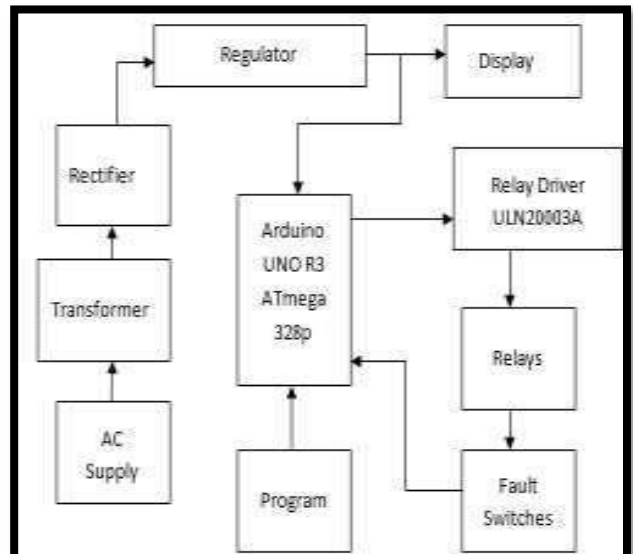 Regulator
Display
Rectifier
Relay Driver
ULN20003A
Arduino
UNO R3
ATmega
328p
Transformer
Relays
AC
Supply
Program
Fault
Switches